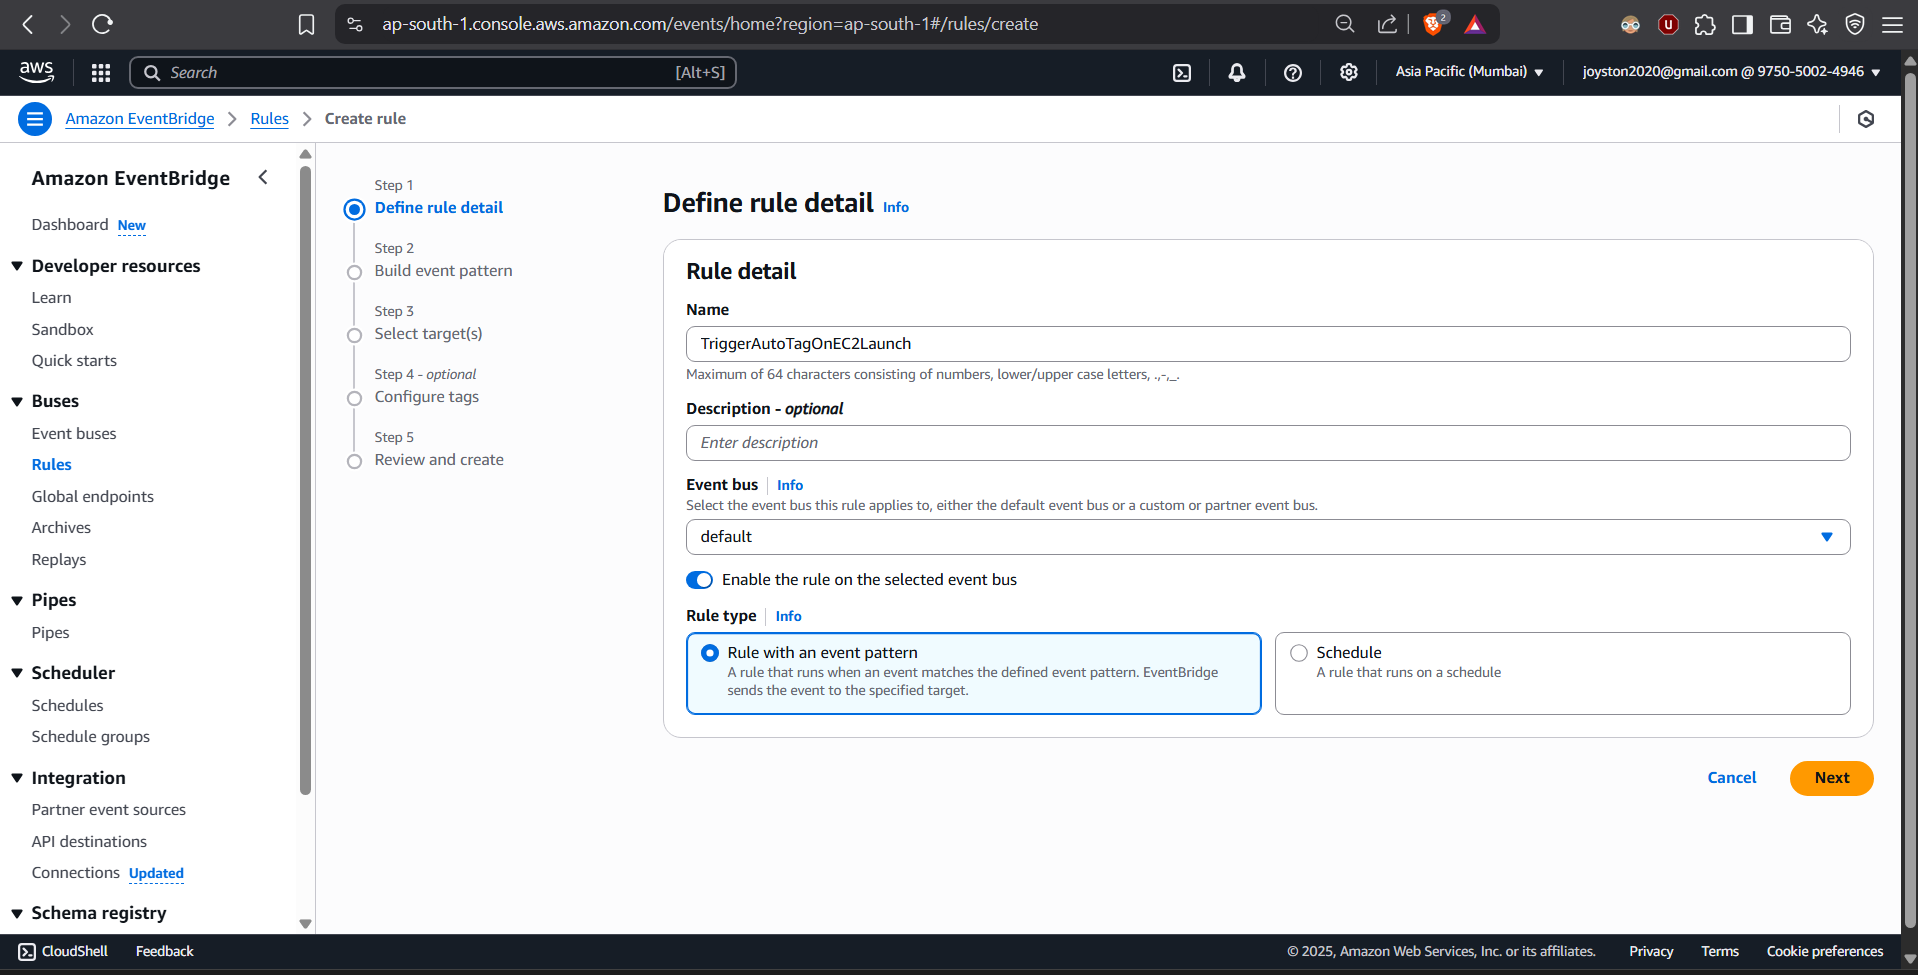 ap-south-1.console.aws.amazon.com/events/home?region=ap-south-1#/rules/create
2
U
aws
Search
[Alt+S]
Asia Pacific (Mumbai)
joyston2020@gmail.com @ 9750-5002-4946
Amazon EventBridge
Rules
Create rule
Amazon EventBridge
Dashboard New
Developer resources
Learn
Sandbox
Quick starts
Buses
Event buses
Rules
Global endpoints
Archives
Replays
Pipes
Pipes
Scheduler
Schedules
Schedule groups
Integration
Partner event sources
API destinations
Connections Updated
Schema registry
Step 1
Define rule detail
Step 2
Build event pattern
Step 3
Select target(s)
Step 4 - optional
Configure tags
Step 5
Review and create
Define rule detail Info
Rule detail
Name
TriggerAutoTagOnEC2Launch
Maximum of 64 characters consisting of numbers, lower/upper case letters, .,-,_.
Description - optional
Enter description
Event bus Info
Select the event bus this rule applies to, either the default event bus or a custom or partner event bus.
default
Enable the rule on the selected event bus
Rule type Info
Rule with an event pattern
A rule that runs when an event matches the defined event pattern. EventBridge
sends the event to the specified target.
Schedule
A rule that runs on a schedule
Cancel
Next
CloudShell
Feedback
© 2025, Amazon Web Services, Inc. or its affiliates.
Privacy
Terms
Cookie preferences